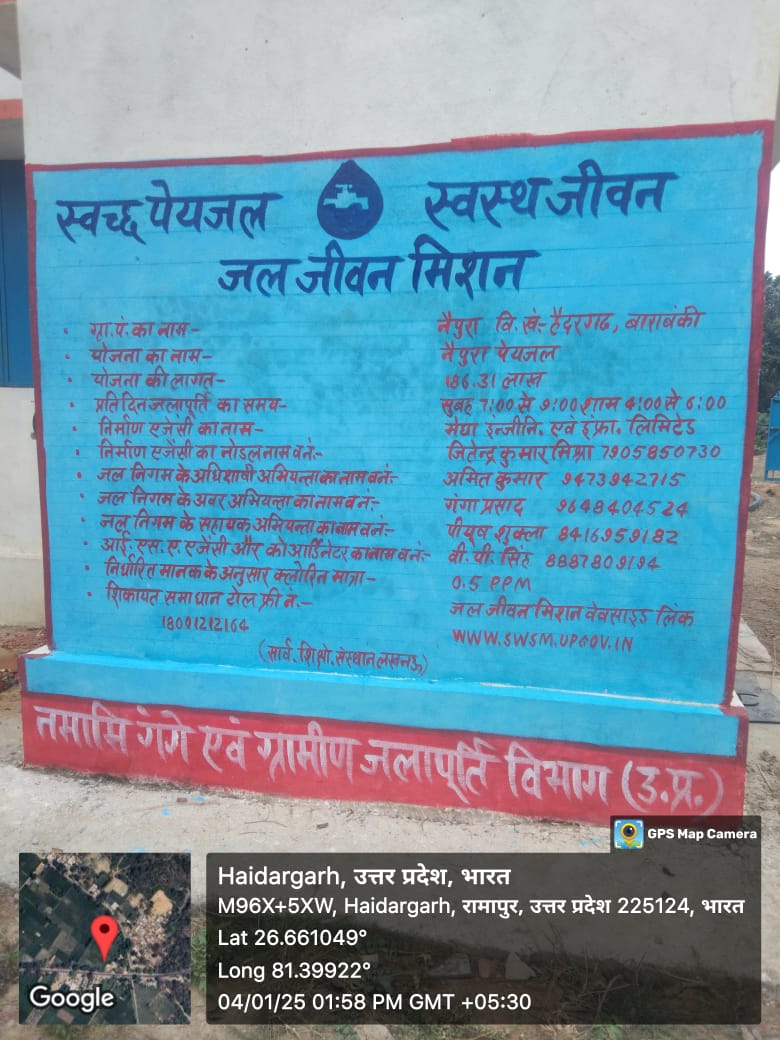 स्वच्छ पेयजल स्वस्थ जीवन
जल जीवन मिशन
• ग्रा.पं. का नाम:- नैपुरा वि.खं:- हैदरगढ, बाराबंकी
• योजना का नाम- नैपुरा पेयजल
• योजना की लागत- 186.31 लाख
• प्रतिदिन जलापूर्ति का समय- सुबह 7:00 से 9:00 शाम 4:00 से 6:00
• निर्माण एजेंसी का नाम- मेघा इंन्जीनि. एवं इंफ्रा. लिमिटेड
• निर्माण एजेंसी का नोडल नाम व नं:- जितेन्द्र कुमार मिश्रा 7905850730
• जल निगम के अधिशाषी अभियन्ता का नाम व नं:- अमित कुमार 9473942715
• जल निगम के अवर अभियन्ता का नाम व नं:- गंगा प्रसाद 9648404524
• जल निगम के सहायक अभियन्ता का नाम व नं:- पीयूष शुक्ला 8416959182
• आई. एस. ए. एजेंसी और को आर्डिनेटर का नाम व नं:- वी. पी. सिंह 8887809194
• निर्धारित मानक के अनुसार क्लोरिन मात्रा- 0.5 PPM
• शिकायत समाधान टोल फ्री नं.:- जल जीवन मिशन वेवसाइड लिंक
18001212164 WWW.SWSM.UPGOV.IN
(सार्व. शिक्षो. संस्थान लखनऊ)
नमामि गंगे एवं ग्रामीण जलापूर्ति विभाग (उ.प्र.)
GPS Map Camera
Haidargarh, उत्तर प्रदेश, भारत
M96X+5XW, Haidargarh, रामापुर, उत्तर प्रदेश 225124, भारत
Lat 26.661049°
Long 81.39922°
04/01/25 01:58 PM GMT +05:30
Google